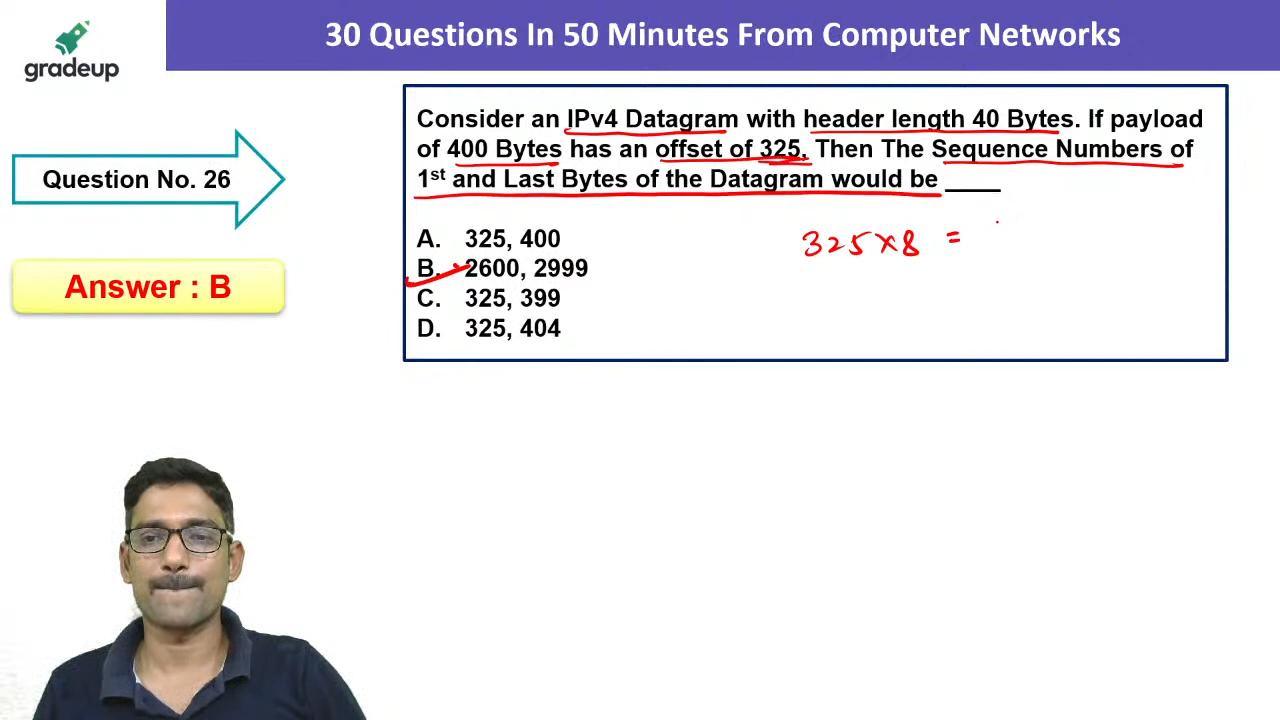 30 Questions In 50 Minutes From Computer Networks
gradeup
Question No. 26
Answer : B
Consider an IPv4 Datagram with header length 40 Bytes. If payload
of 400 Bytes has an offset of 325. Then The Sequence Numbers of
1st and Last Bytes of the Datagram would be ____
A. 325, 400
B. 2600, 2999
C. 325, 399
D. 325, 404
325×8 =